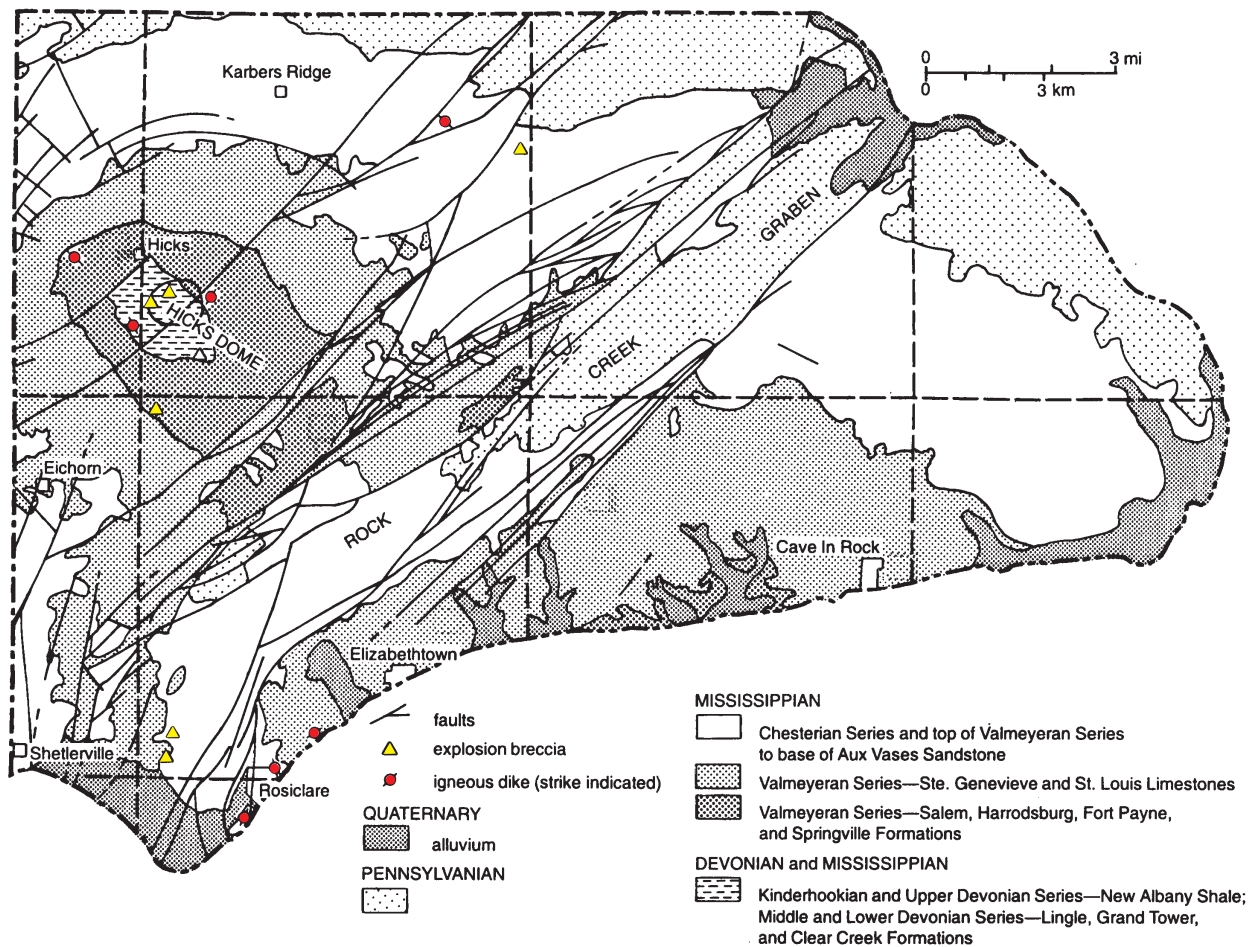 Karbers Ridge
0 3 mi
0 3 km
Hicks
HICKS DOME
GRABEN
CREEK
ROCK
Eichorn
Cave In Rock
Elizabethtown
Shetlerville
Rosiclare
faults
explosion breccia
igneous dike (strike indicated)
QUATERNARY
alluvium
PENNSYLVANIAN
MISSISSIPPIAN
Chesterian Series and top of Valmeyeran Series
to base of Aux Vases Sandstone
Valmeyeran Series—Ste. Genevieve and St. Louis Limestones
Valmeyeran Series—Salem, Harrodsburg, Fort Payne,
and Springville Formations
DEVONIAN and MISSISSIPPIAN
Kinderhookian and Upper Devonian Series—New Albany Shale;
Middle and Lower Devonian Series—Lingle, Grand Tower,
and Clear Creek Formations